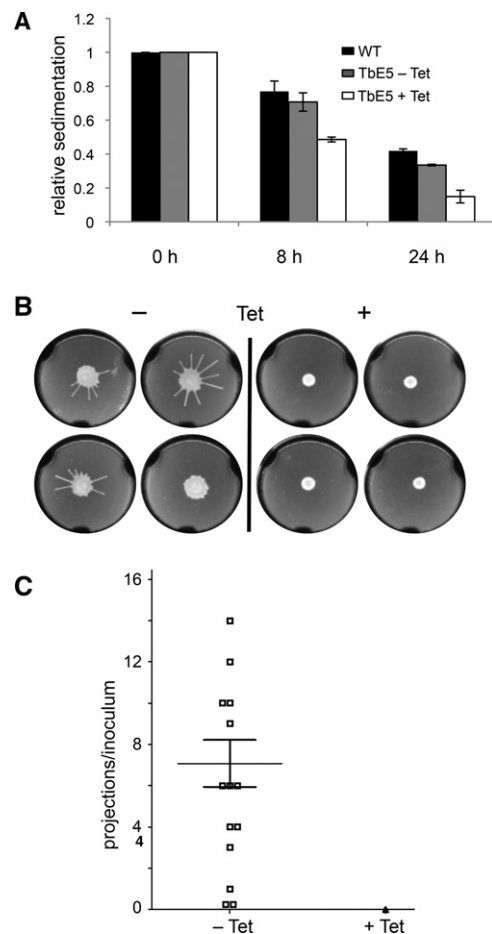 A
relative sedimentation
1.2
1
0.8
0.6
0.4
0.2
0
WT
TbE5 – Tet
TbE5 + Tet
0 h
8 h
24 h
B
– Tet +
C
projections/inoculum
16
12
8
4
4
0
– Tet
+ Tet